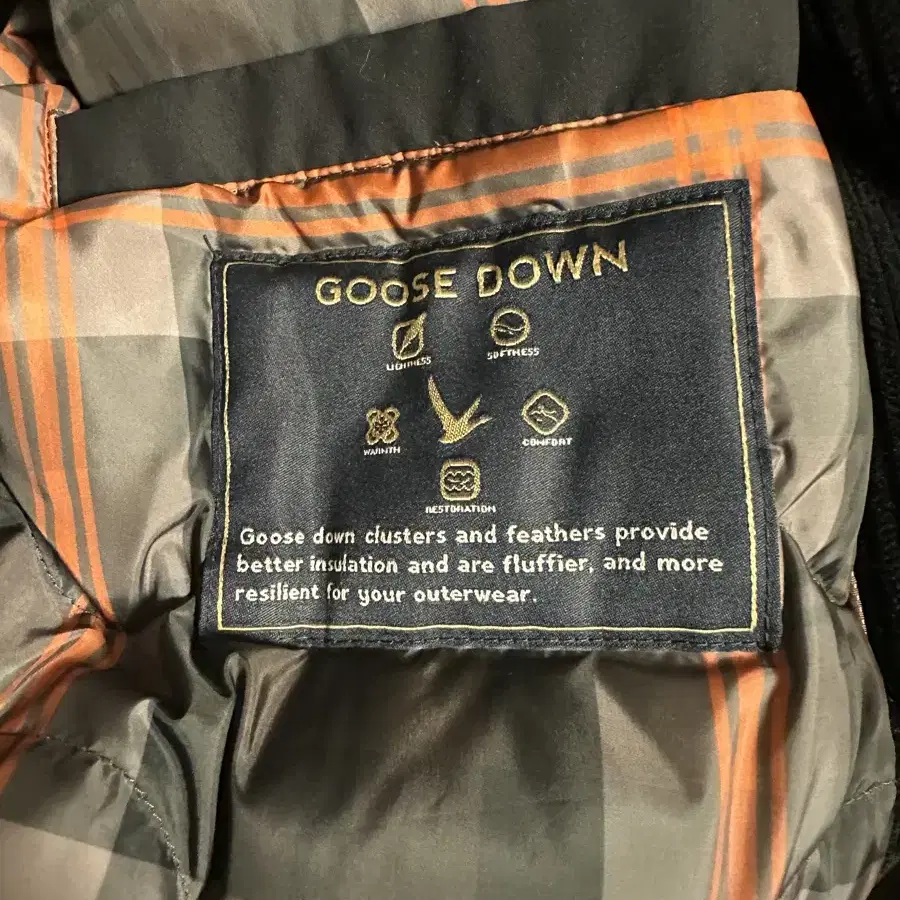 GOOSE DOWN
LIGHTNESS SOFTNESS
WARMTH COMFORT
RESTORATION
Goose down clusters and feathers provide
better insulation and are fluffier, and more
resilient for your outerwear.